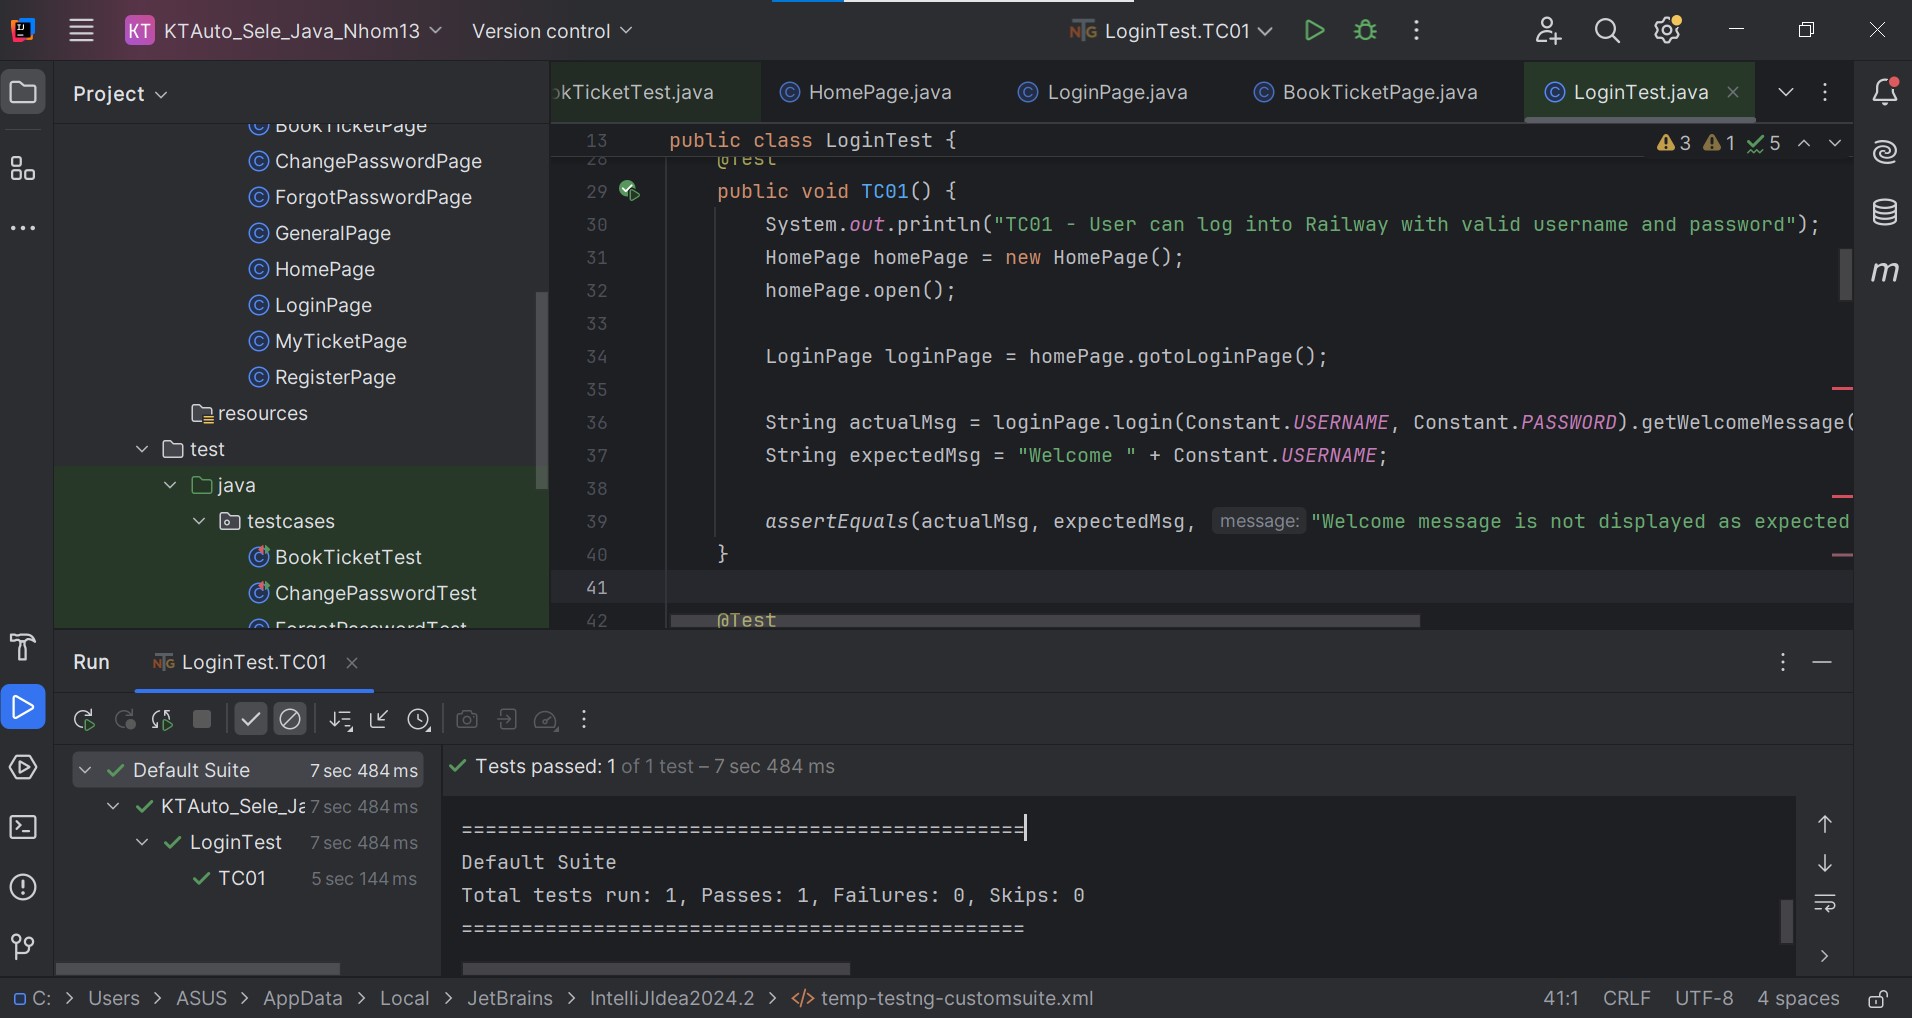 KT KTAuto_Sele_Java_Nhom13 Version control LoginTest.TC01
Project
BookTicketPage
ChangePasswordPage
ForgotPasswordPage
GeneralPage
HomePage
LoginPage
MyTicketPage
RegisterPage
resources
test
java
testcases
BookTicketTest
ChangePasswordTest
ForgotPasswordTest
okTicketTest.java HomePage.java LoginPage.java BookTicketPage.java LoginTest.java
13 public class LoginTest { 3 1 5
28 @Test
29 public void TC01() {
30 System.out.println("TC01 - User can log into Railway with valid username and password");
31 HomePage homePage = new HomePage();
32 homePage.open();
33
34 LoginPage loginPage = homePage.gotoLoginPage();
35
36 String actualMsg = loginPage.login(Constant.USERNAME, Constant.PASSWORD).getWelcomeMessage(
37 String expectedMsg = "Welcome " + Constant.USERNAME;
38
39 assertEquals(actualMsg, expectedMsg, message: "Welcome message is not displayed as expected
40 }
41
42 @Test
m
Run LoginTest.TC01
Default Suite 7 sec 484 ms
KTAuto_Sele_Ja 7 sec 484 ms
LoginTest 7 sec 484 ms
TC01 5 sec 144 ms
Tests passed: 1 of 1 test – 7 sec 484 ms
===============================================
Default Suite
Total tests run: 1, Passes: 1, Failures: 0, Skips: 0
===============================================
C: > Users > ASUS > AppData > Local > JetBrains > IntelliJIdea2024.2 > </> temp-testng-customsuite.xml 41:1 CRLF UTF-8 4 spaces